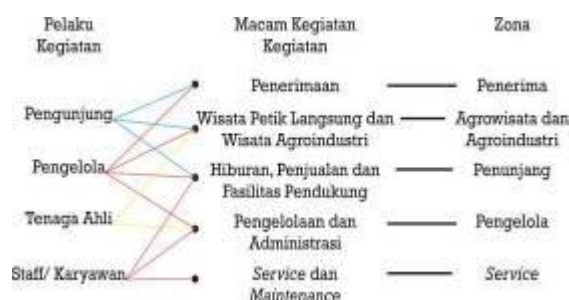 Pelaku
Kegiatan
Macam Kegiatan
Kegiatan
Zona
Pengunjung
Pengelola
Tenaga Ahli
Staff/ Karyawan
Penerimaan
Wisata Petik Langsung dan
Wisata Agroindustri
Hiburan, Penjualan dan
Fasilitas Pendukung
Pengelolaan dan
Administrasi
Service dan
Maintenance
Penerima
Agrowisata dan
Agroindustri
Penunjang
Pengelola
Service